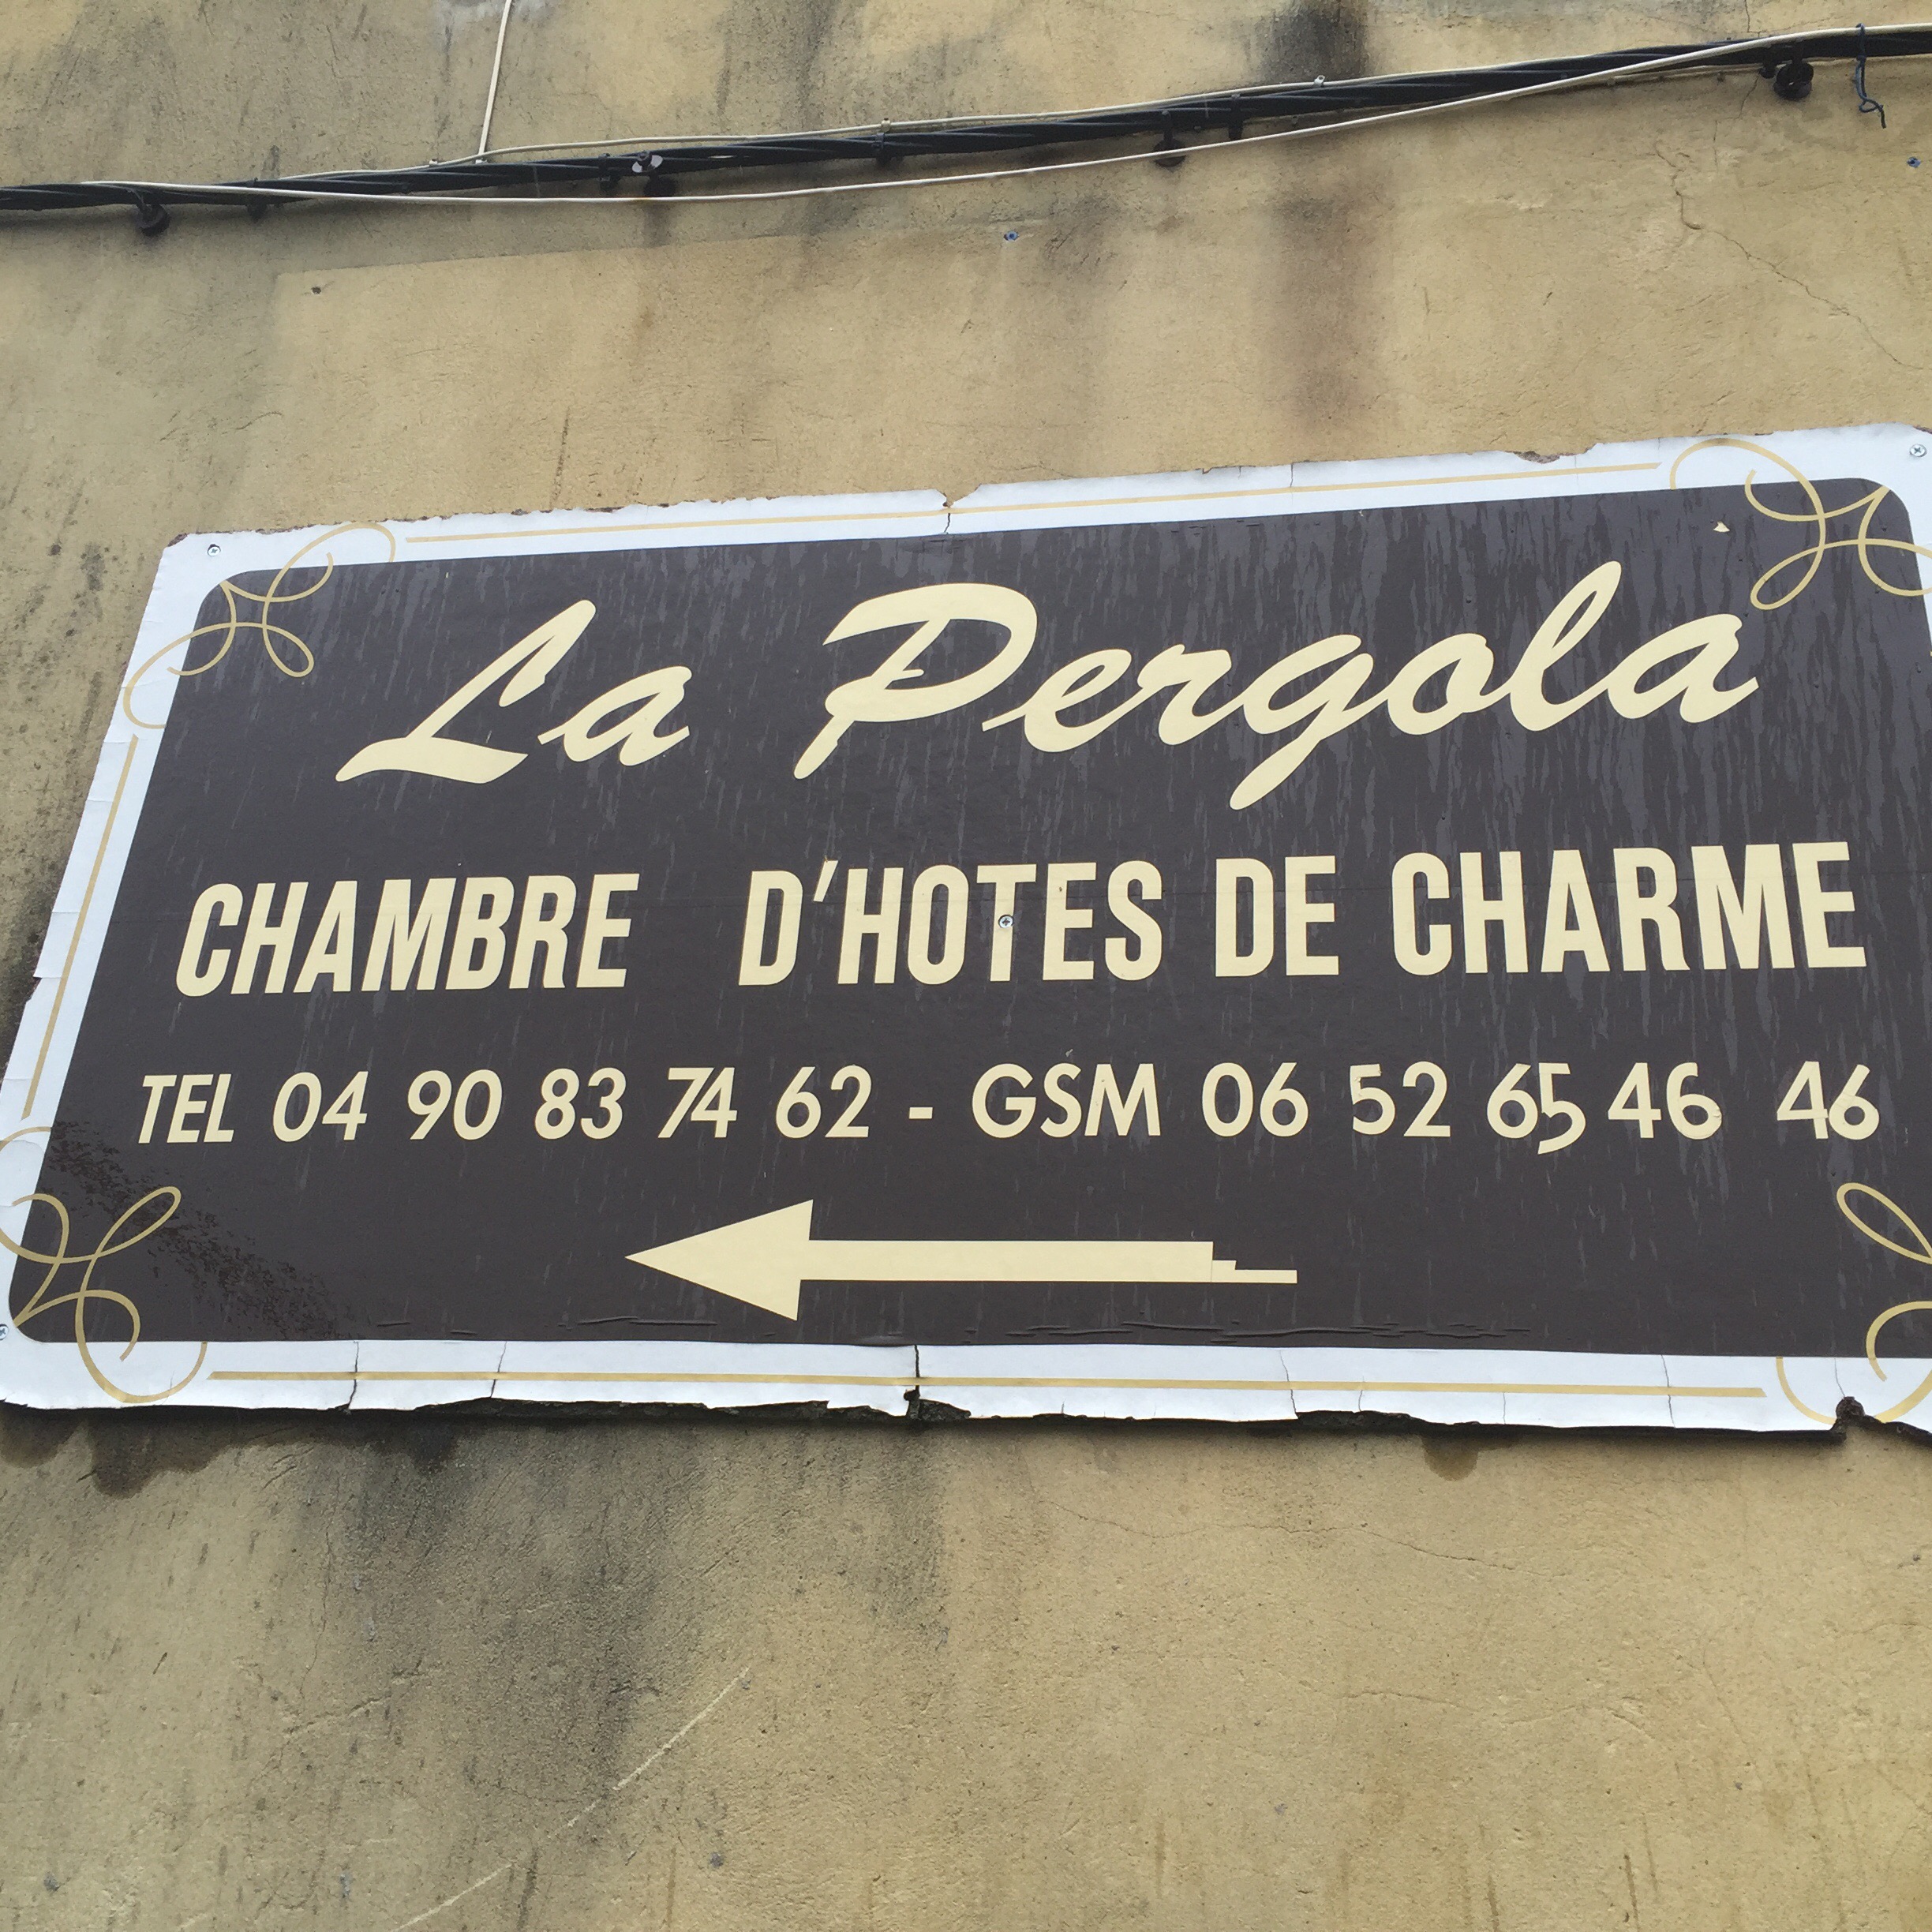 La Pergola
CHAMBRE D'HOTES DE CHARME
TEL 04 90 83 74 62 - GSM 06 52 65 46 46